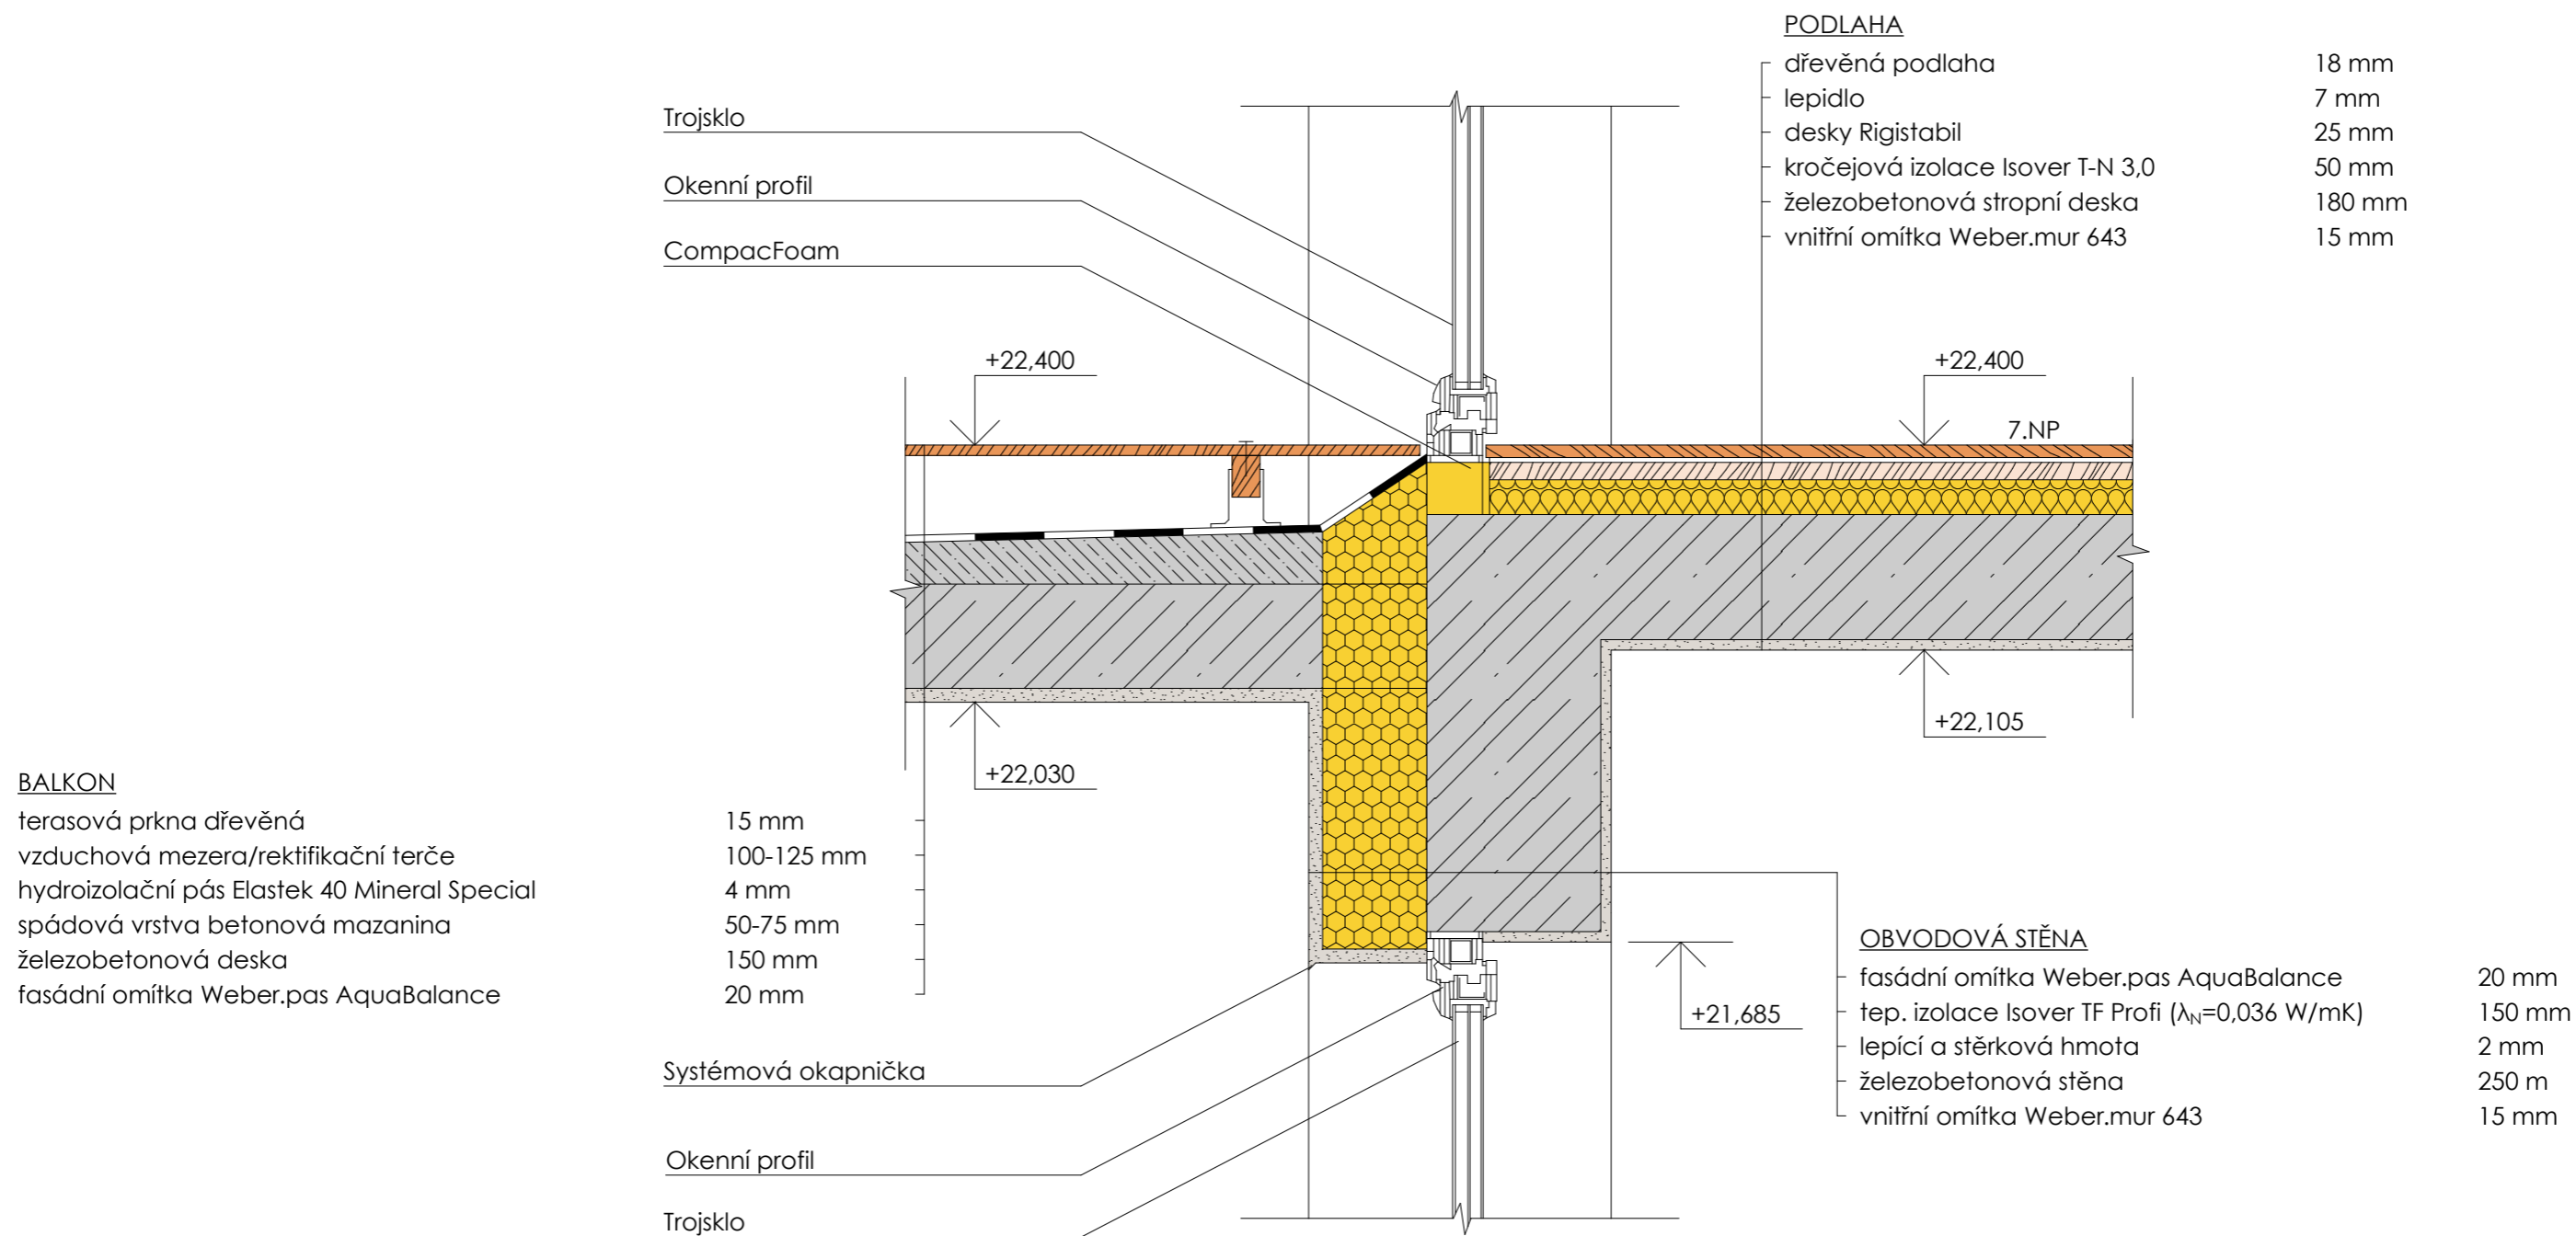 PODLAHA
dřevěná podlaha 18 mm
lepidlo 7 mm
desky Rigistabil 25 mm
kročejová izolace Isover T-N 3,0 50 mm
železobetonová stropní deska 180 mm
vnitřní omítka Weber.mur 643 15 mm
Trojsklo
Okenní profil
CompacFoam
+22,400
+22,400
7.NP
+22,105
+22,030
BALKON
terasová prkna dřevěná 15 mm
vzduchová mezera/rektifikační terče 100-125 mm
hydroizolační pás Elastek 40 Mineral Special 4 mm
spádová vrstva betonová mazanina 50-75 mm
železobetonová deska 150 mm
fasádní omítka Weber.pas AquaBalance 20 mm
OBVODOVÁ STĚNA
fasádní omítka Weber.pas AquaBalance 20 mm
tep. izolace Isover TF Profi (λN=0,036 W/mK) 150 mm
lepící a stěrková hmota 2 mm
železobetonová stěna 250 m
vnitřní omítka Weber.mur 643 15 mm
+21,685
Systémová okapnička
Okenní profil
Trojsklo